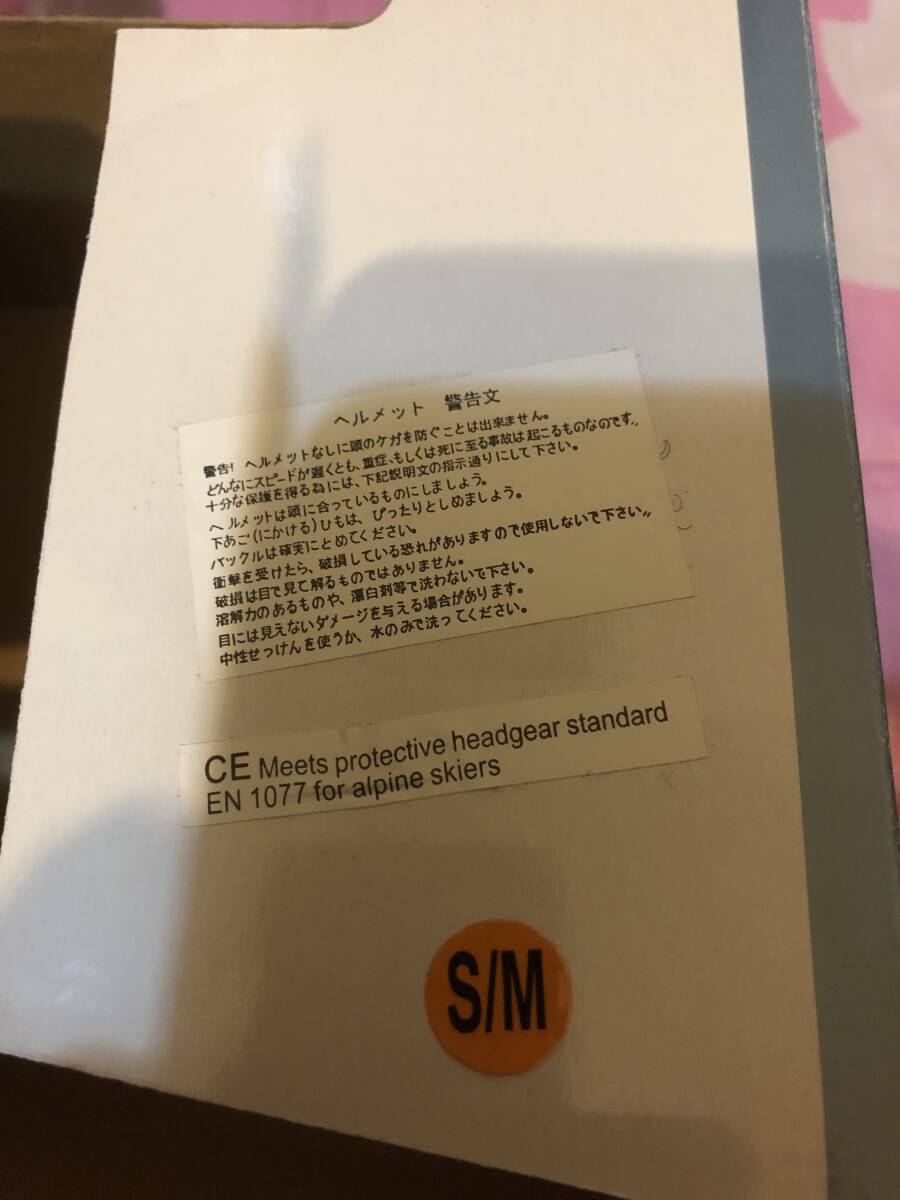 ヘルメット 警告文
警告! ヘルメットなしに頭のケガを防ぐことは出来ません。
どんなにスピードが遅くとも、重症、もしくは死に至る事故は起こるものなのです。
十分な保護を得る為には、下記説明文の指示通りにして下さい。
ヘルメットは頭に合っているものにしましょう。
下あご(にかける)ひもは、ぴったりとしめましょう。
バックルは確実にとめてください。
衝撃を受けたら、破損している恐れがありますので使用しないで下さい。
破損は目で見て解るものではありません。
溶解力のあるものや、漂白剤等で洗わないで下さい。
目には見えないダメージを与える場合があります。
中性せっけんを使うか、水のみで洗ってください。
CE Meets protective headgear standard
EN 1077 for alpine skiers
S/M